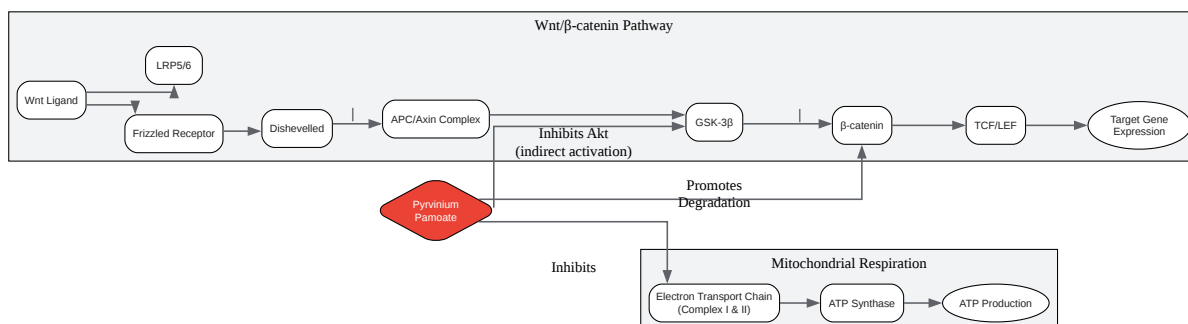 Wnt/β-catenin Pathway
LRP5/6
Wnt Ligand
Frizzled Receptor
Dishevelled
|
APC/Axin Complex
Inhibits Akt
(indirect activation)
GSK-3β
|
β-catenin
TCF/LEF
Target Gene
Expression
Pyrvinium
Pamoate
Promotes
Degradation
Inhibits
Mitochondrial Respiration
Electron Transport Chain
(Complex I & II)
ATP Synthase
ATP Production